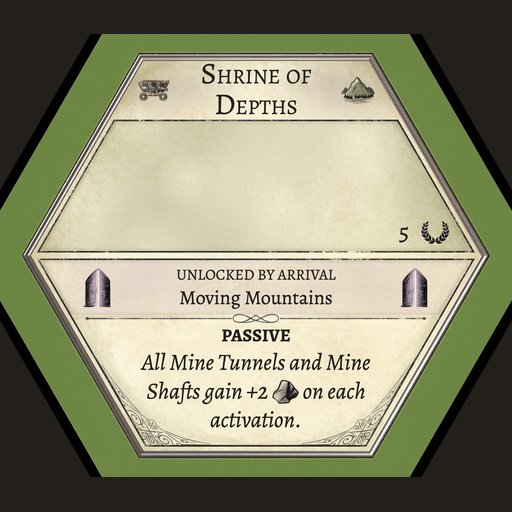 Shrine of
Depths
5
UNLOCKED BY ARRIVAL
Moving Mountains
PASSIVE
All Mine Tunnels and Mine
Shafts gain +2 on each
activation.